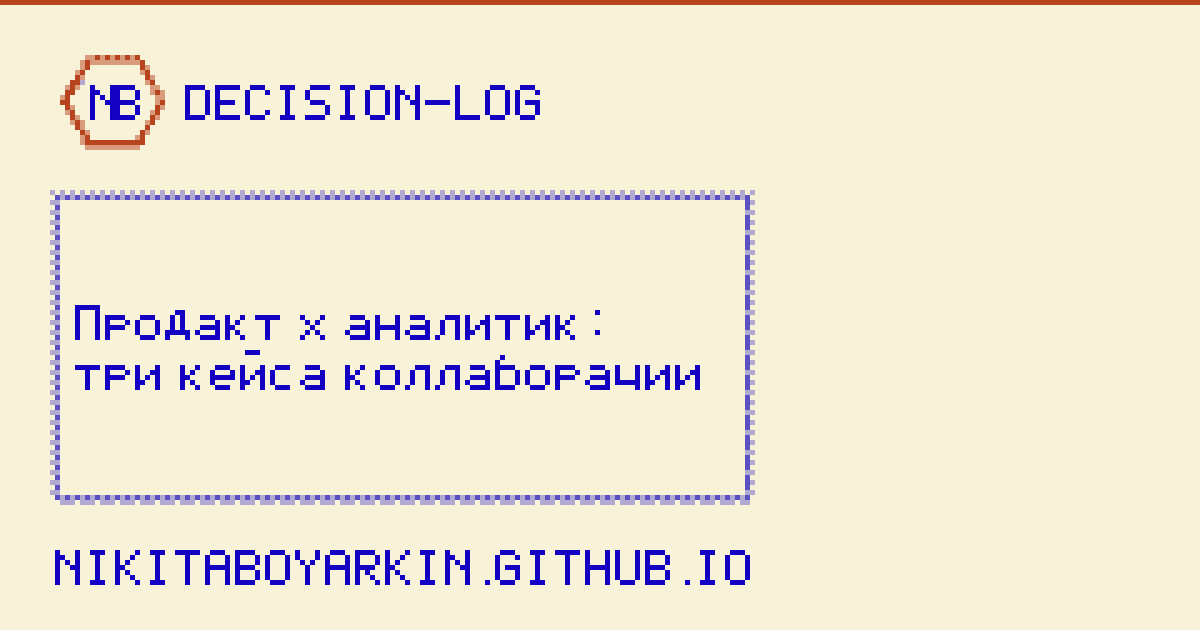 NB DECISION-LOG
Продакт x аналитик:
три кейса коллаборации
NIKITABOYARKIN.GITHUB.IO